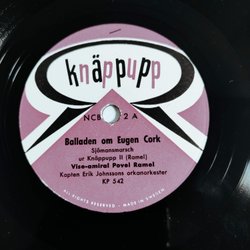 knäppupp
NCB 2 A
Balladen om Eugen Cork
Sjömansmarsch
ur Knäppupp II (Ramel)
Vise-amiral Povel Ramel
Kapten Erik Johnssons orkanorkester
KP 542
ALL RIGHTS RESERVED - MADE IN SWEDEN